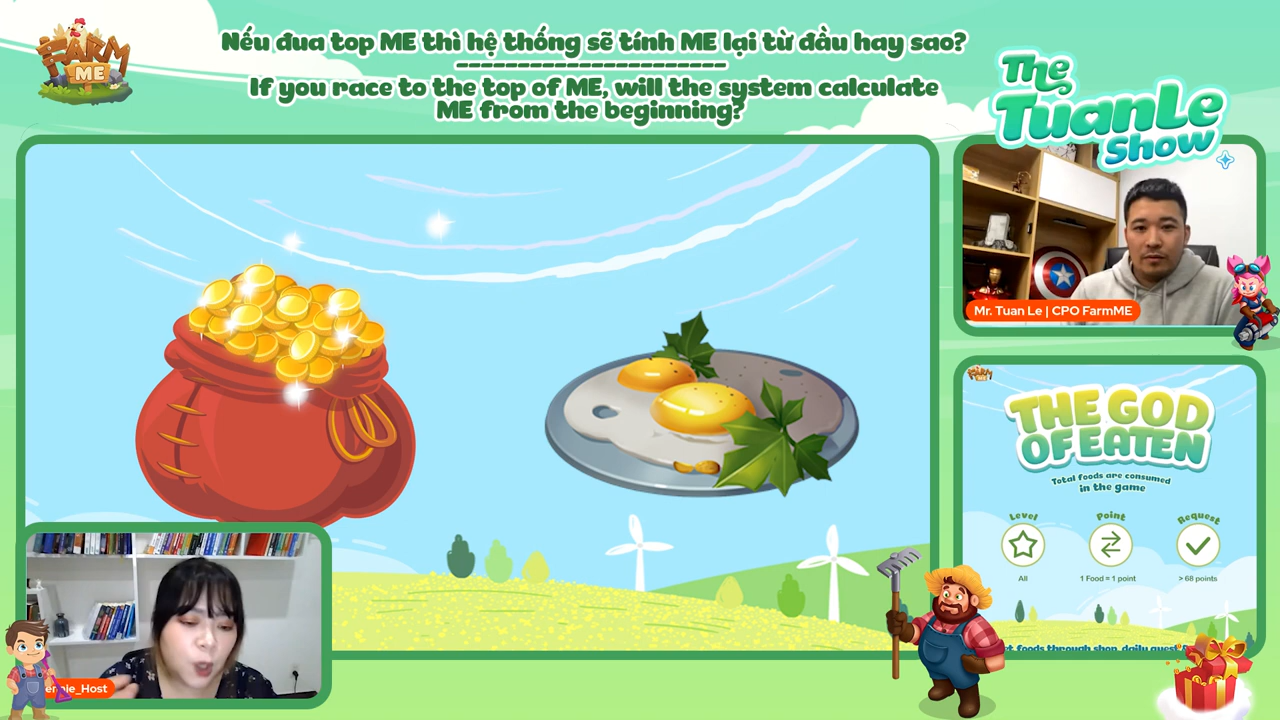 FARM
ME
Nếu đua top ME thì hệ thống sẽ tính ME lại từ đầu hay sao?
----------------------
If you race to the top of ME, will the system calculate
ME from the beginning?
The
TuanLe
Show
Mr. Tuan Le | CPO FarmME
FARM
THE GOD
OF EATEN
Total foods are consumed
in the game
Level
Point
Request
All
1 Food = 1 point
> 68 points
foods through shop, daily quest
_Host